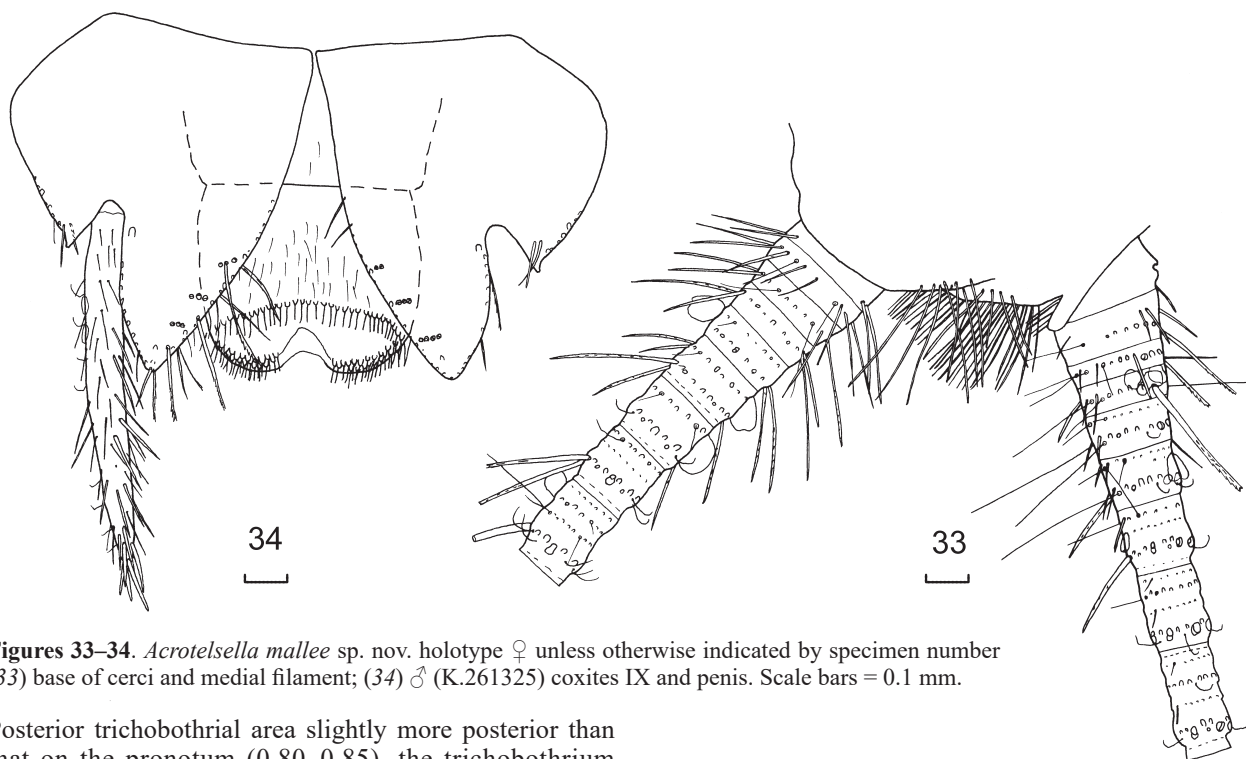 34
33
igures 33–34. Acrotelsella mallee sp. nov. holotype ♀ unless otherwise indicated by specimen number
33) base of cerci and medial filament; (34) ♂ (K.261325) coxites IX and penis. Scale bars = 0.1 mm.
osterior trichobothrial area slightly more posterior than
hat on the pronotum (0.80–0.85), the trichobothrium